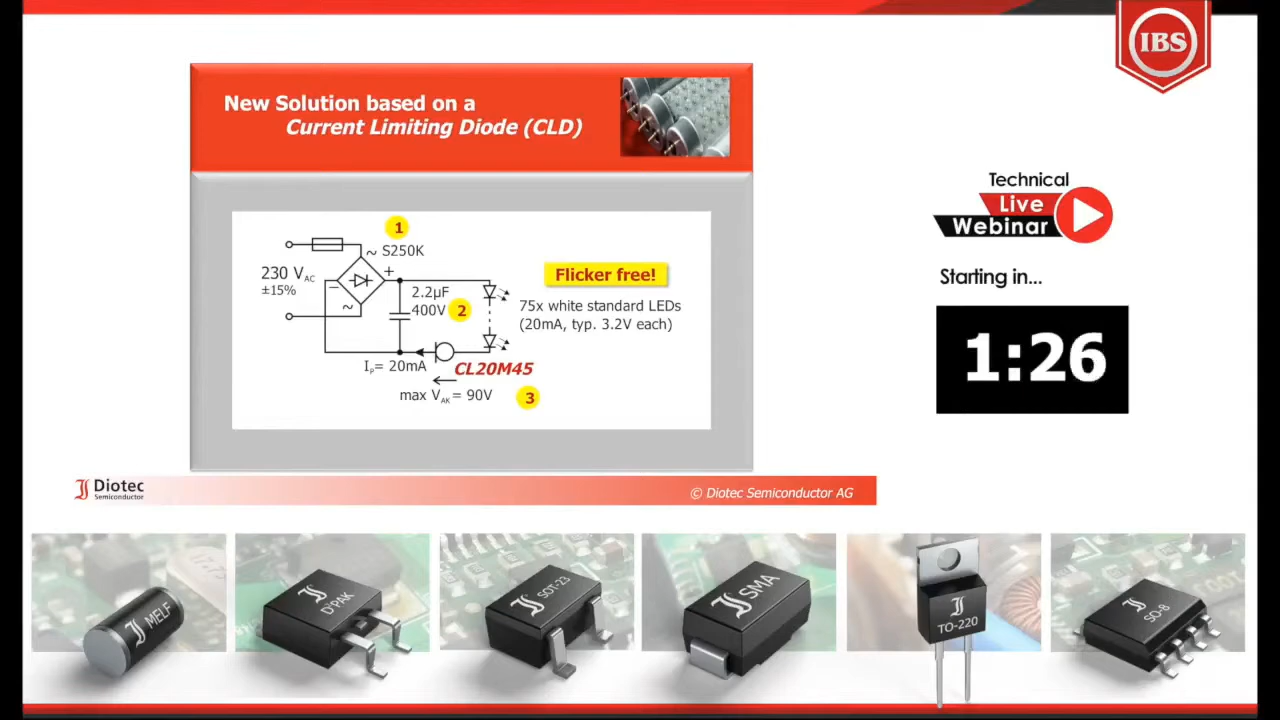 IBS
New Solution based on a
Current Limiting Diode (CLD)
Technical
Live
Webinar
Starting in...
1:26
1
~ S250K
+
230 VAC
±15%
−
~
2.2µF
400V
2
Flicker free!
75x white standard LEDs
(20mA, typ. 3.2V each)
IP= 20mA
CL20M45
max VAK = 90V
3
Diotec
Semiconductor
© Diotec Semiconductor AG
MELF
D²PAK
SOT-23
SMA
TO-220
SO-8